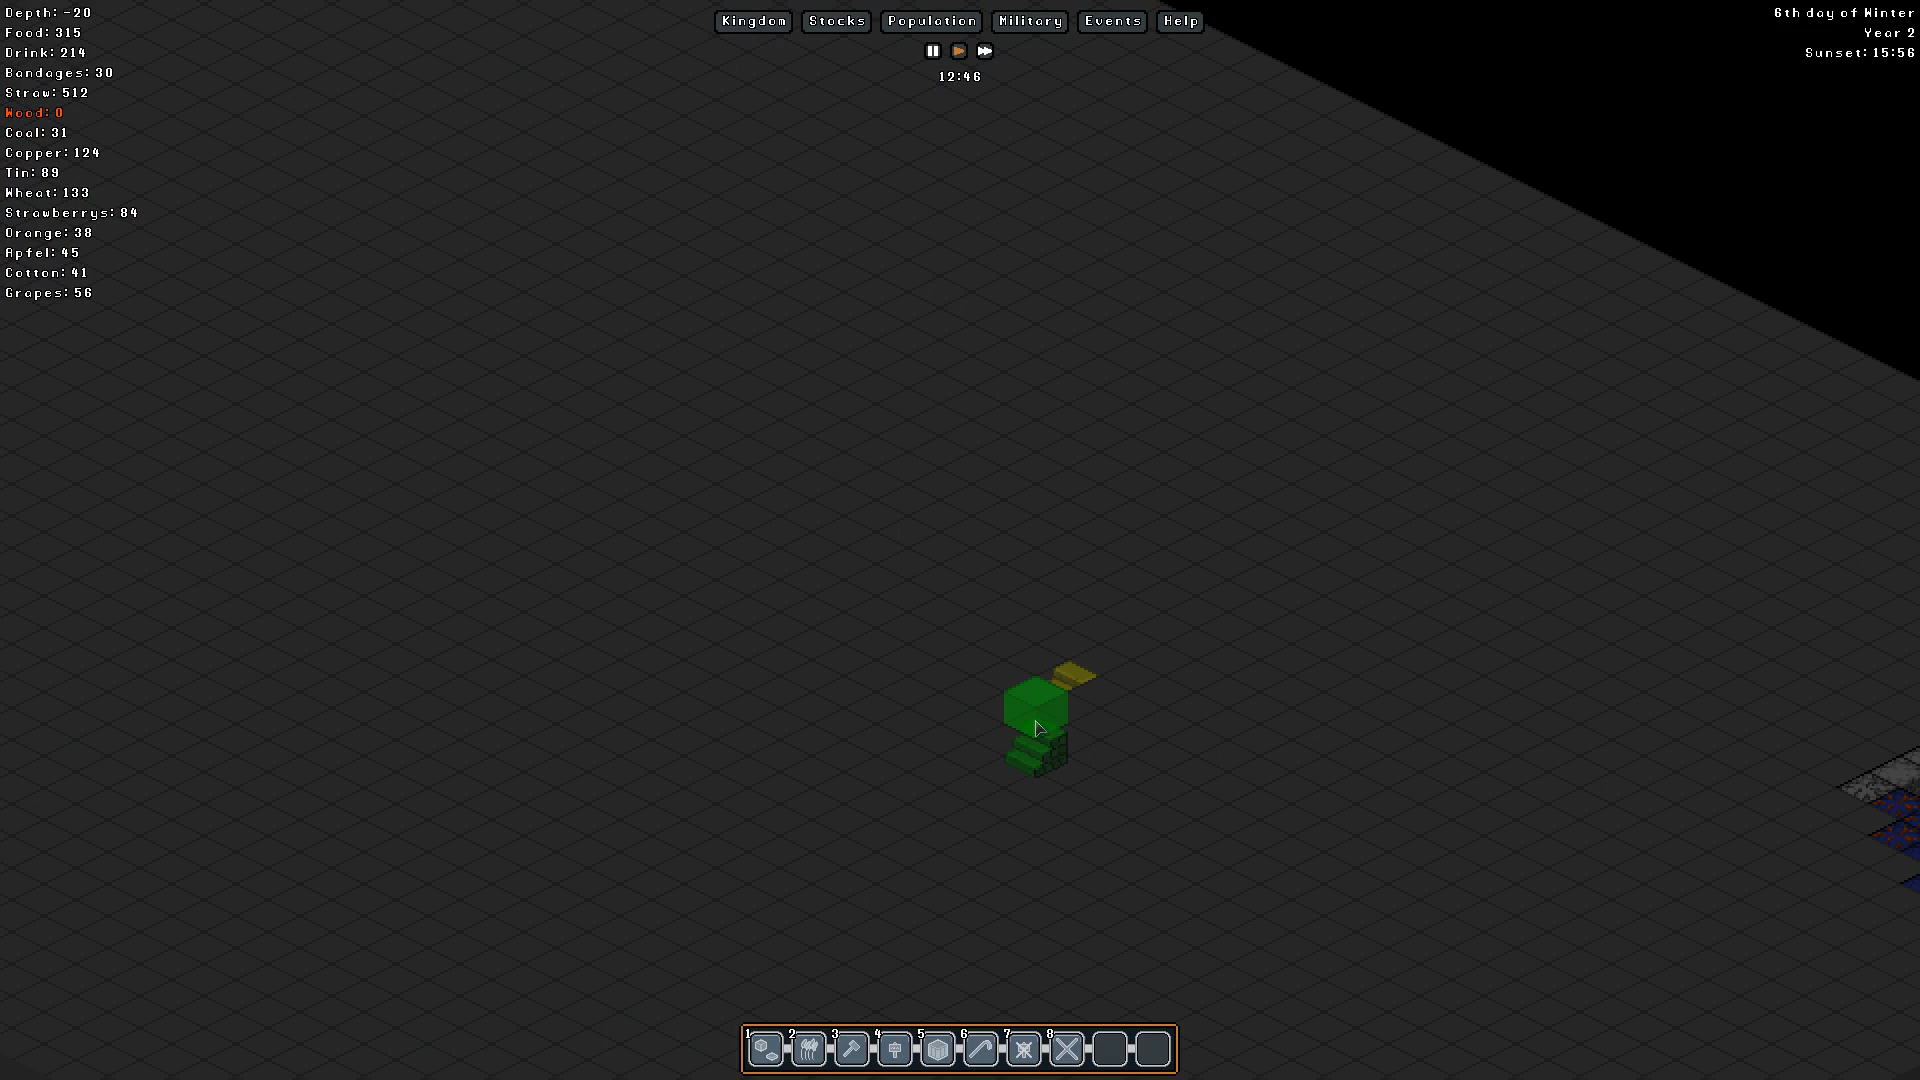 Depth: -20
Food: 315
Drink: 214
Bandages: 30
Straw: 512
Wood: 0
Coal: 31
Copper: 124
Tin: 89
Wheat: 133
Strawberrys: 84
Orange: 38
Apfel: 45
Cotton: 41
Grapes: 56
Kingdom Stocks Population Military Events Help
12:46
6th day of Winter
Year 2
Sunset: 15:56
1 2 3 4 5 6 7 8